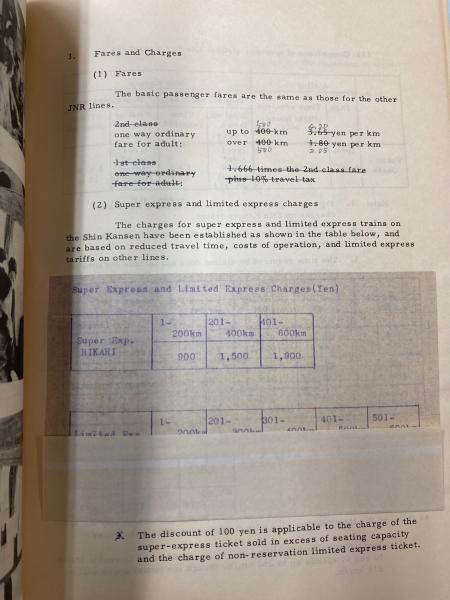 3. Fares and Charges
(1) Fares
The basic passenger fares are the same as those for the other
JNR lines.
2nd class
one way ordinary up to 400 km 3.65 yen per km
500 4.20
fare for adult: over 400 km 1.80 yen per km
500 2.05
1st class
one way ordinary 1.666 times the 2nd class fare
fare for adult: plus 10% travel tax
(2) Super express and limited express charges
The charges for super express and limited express trains on
the Shin Kansen have been established as shown in the table below, and
are based on reduced travel time, costs of operation, and limited express
tariffs on other lines.
Super Express and Limited Express Charges(Yen)
1- 201- 401-
200km 400km 600km
Super Exp.
HIKARI 900 1,500 1,900
1- 201- 301- 401- 501-
Limited
The discount of 100 yen is applicable to the charge of the
super-express ticket sold in excess of seating capacity
and the charge of non-reservation limited express ticket.